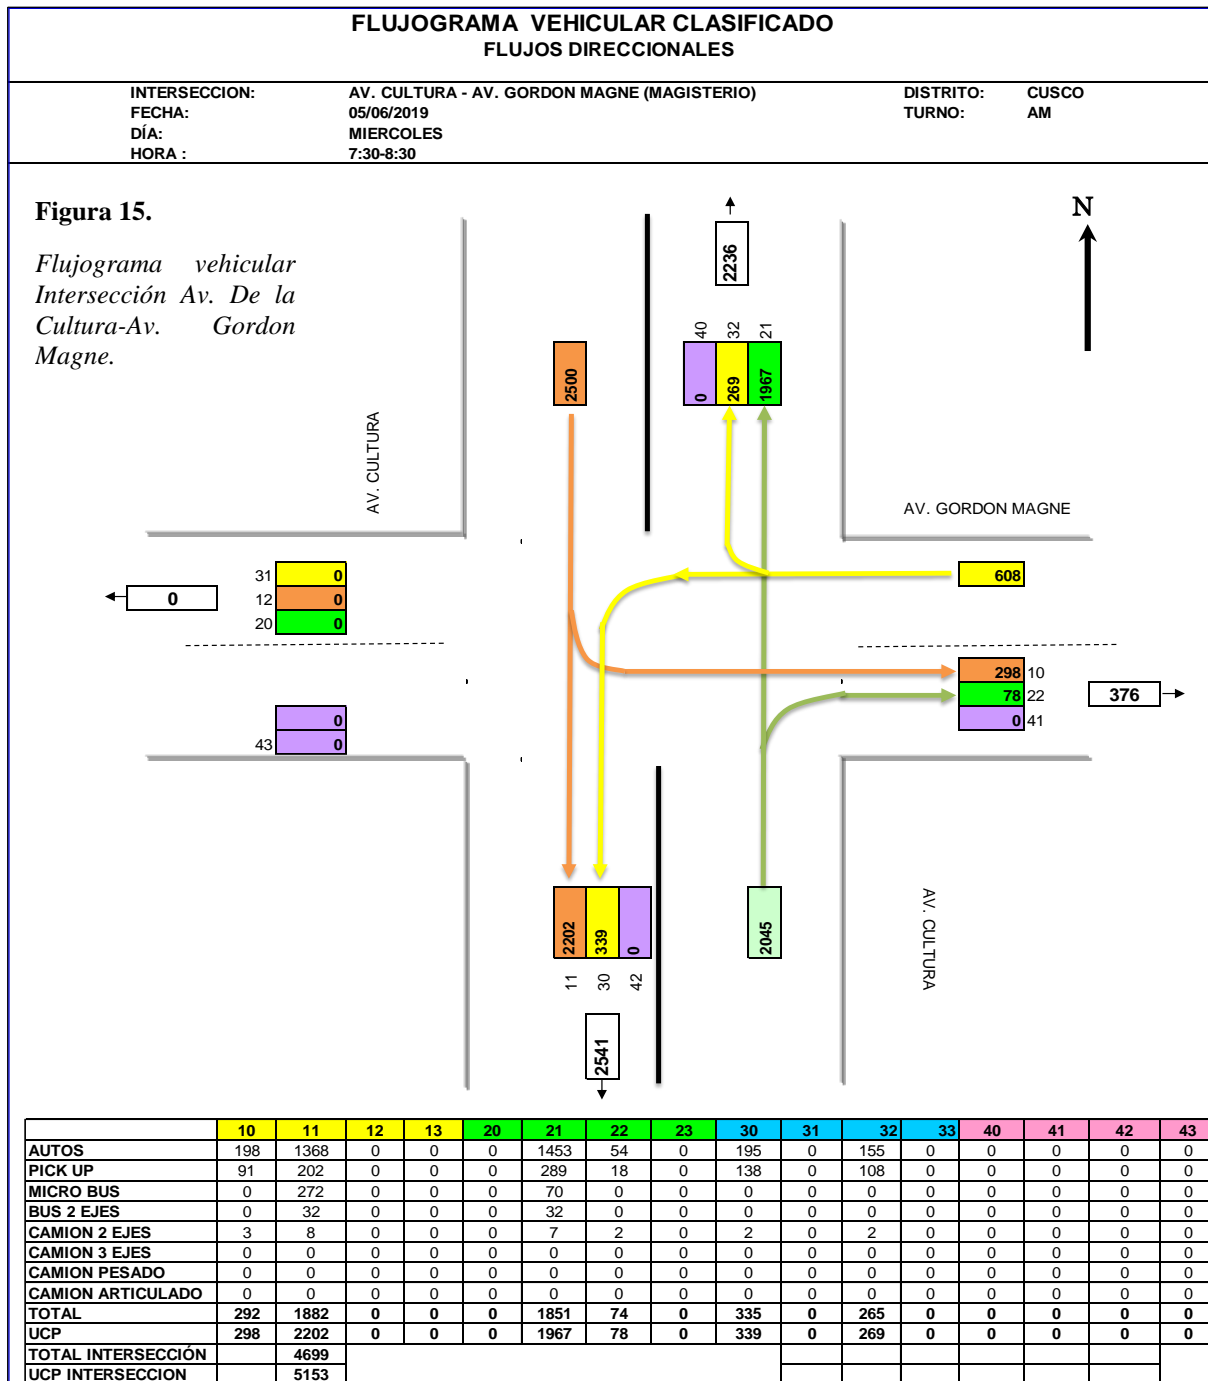 FLUJOGRAMA VEHICULAR CLASIFICADO
FLUJOS DIRECCIONALES
INTERSECCION: AV. CULTURA - AV. GORDON MAGNE (MAGISTERIO) DISTRITO: CUSCO
FECHA: 05/06/2019 TURNO: AM
DÍA: MIERCOLES
HORA : 7:30-8:30
Figura 15.
Flujograma vehicular
Intersección Av. De la
Cultura-Av. Gordon
Magne.
N
2236
40 32 21
2500
0 269 1967
AV. CULTURA
AV. GORDON MAGNE
31 0
608
0
12 0
20 0
298 10
78 22
376
0 41
0
43 0
2202 339 0
2045
AV. CULTURA
11 30 42
2541
10 11 12 13 20 21 22 23 30 31 32 33 40 41 42 43
AUTOS 198 1368 0 0 0 1453 54 0 195 0 155 0 0 0 0 0
PICK UP 91 202 0 0 0 289 18 0 138 0 108 0 0 0 0 0
MICRO BUS 0 272 0 0 0 70 0 0 0 0 0 0 0 0 0 0
BUS 2 EJES 0 32 0 0 0 32 0 0 0 0 0 0 0 0 0 0
CAMION 2 EJES 3 8 0 0 0 7 2 0 2 0 2 0 0 0 0 0
CAMION 3 EJES 0 0 0 0 0 0 0 0 0 0 0 0 0 0 0 0
CAMION PESADO 0 0 0 0 0 0 0 0 0 0 0 0 0 0 0 0
CAMION ARTICULADO 0 0 0 0 0 0 0 0 0 0 0 0 0 0 0 0
TOTAL 292 1882 0 0 0 1851 74 0 335 0 265 0 0 0 0 0
UCP 298 2202 0 0 0 1967 78 0 339 0 269 0 0 0 0 0
TOTAL INTERSECCIÓN 4699
UCP INTERSECCION 5153